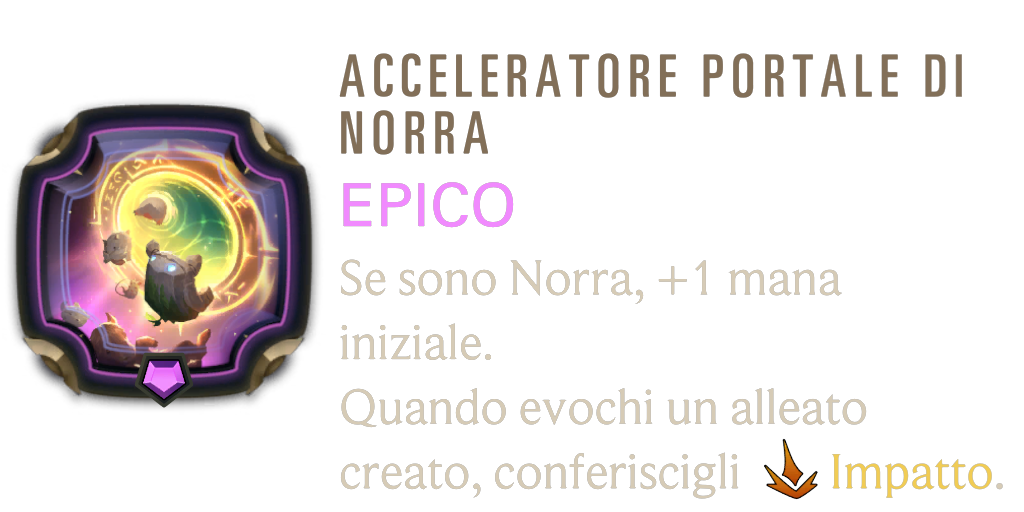 ACCELERATORE PORTALE DI
NORRA
EPICO
Se sono Norra, +1 mana
iniziale.
Quando evochi un alleato
creato, conferiscigli Impatto.